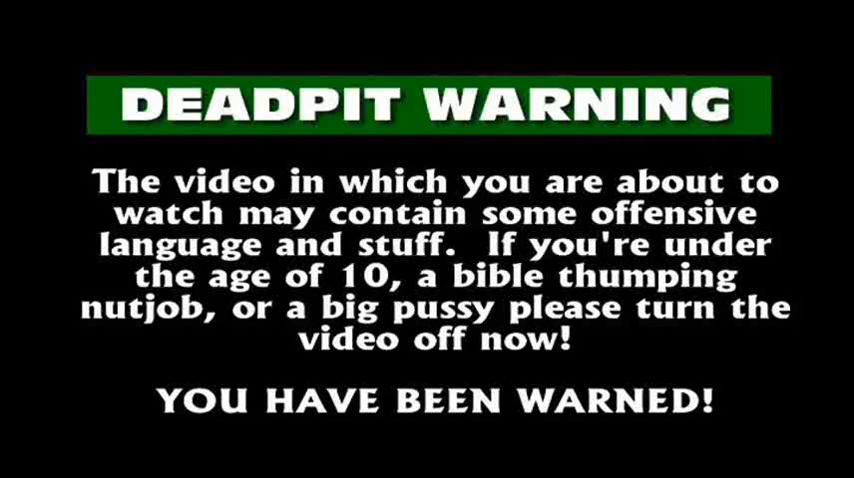 DEADPIT WARNING
The video in which you are about to
watch may contain some offensive
language and stuff.  If you're under
the age of 10, a bible thumping
nutjob, or a big pussy please turn the
video off now!
YOU HAVE BEEN WARNED!